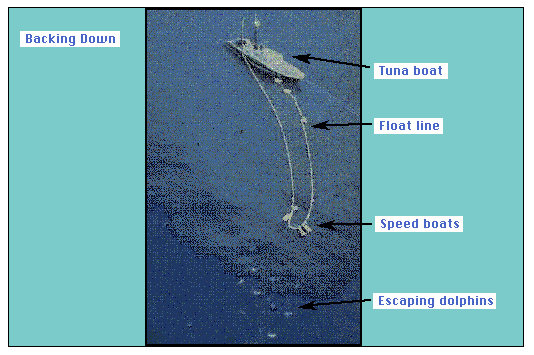 Backing Down
Tuna boat
Float line
Speed boats
Escaping dolphins